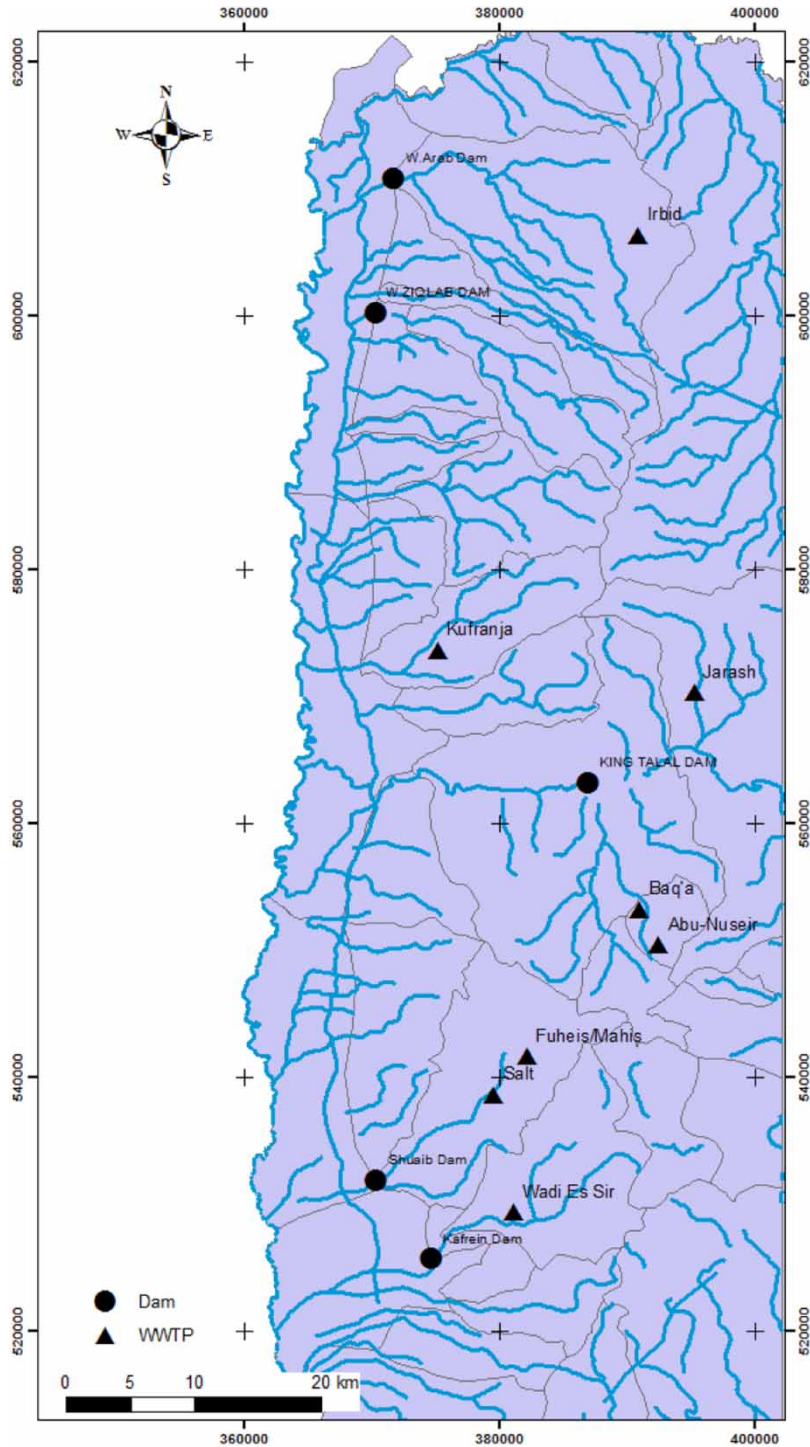 360000 380000 400000
620000 620000
N
W E
S
W.Arab Dam
Irbid
W.ZIQLAB DAM
600000 600000
580000 580000
Kufranja
Jarash
KING TALAL DAM
560000 560000
Baq'a
Abu-Nuseir
Fuheis/Mahis
540000 540000
Salt
Shuaib Dam
Wadi Es Sir
Kafrein Dam
Dam
WWTP
520000 520000
0 5 10 20 km
360000 380000 400000